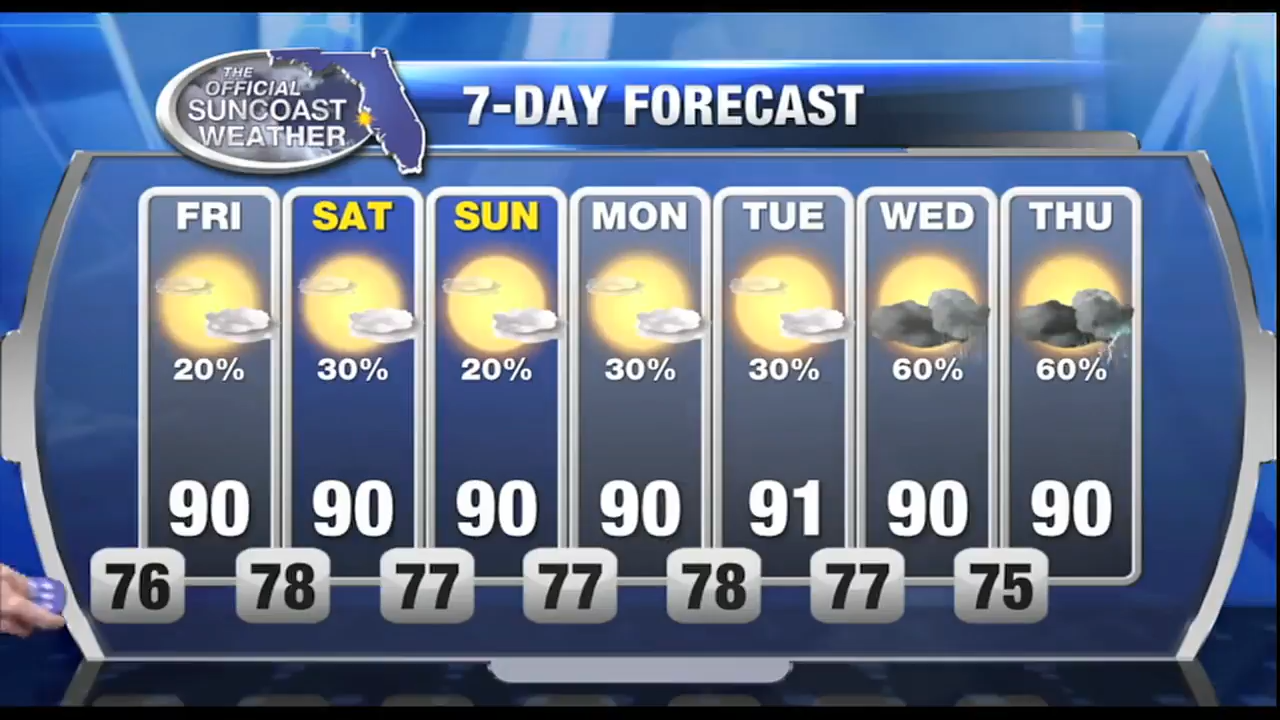 THE
OFFICIAL
SUNCOAST
WEATHER
7-DAY FORECAST
FRI SAT SUN MON TUE WED THU
20% 30% 20% 30% 30% 60% 60%
90 90 90 90 91 90 90
76 78 77 77 78 77 75